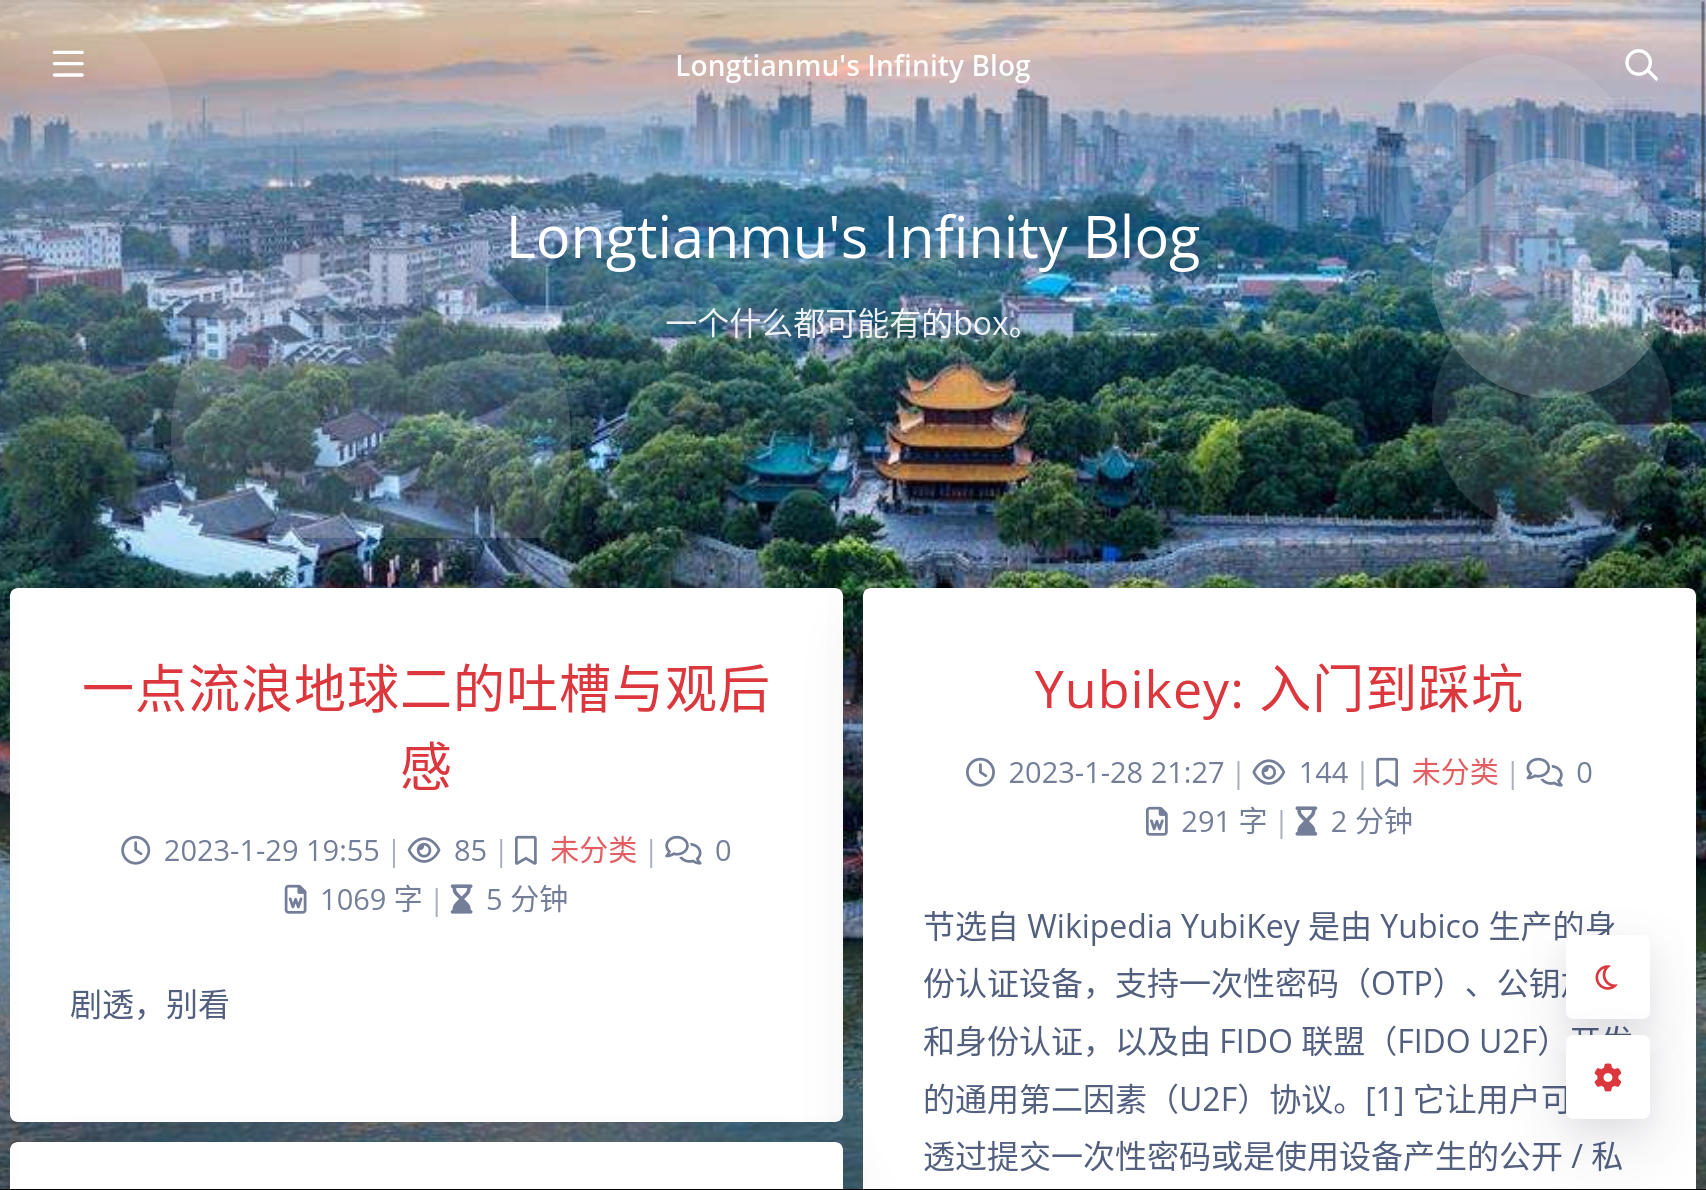 Longtianmu's Infinity Blog
Longtianmu's Infinity Blog
一个什么都可能有的box。
一点流浪地球二的吐槽与观后
感
2023-1-29 19:55 | 85 | 未分类 | 0
1069 字 | 5 分钟
剧透，别看
Yubikey: 入门到踩坑
2023-1-28 21:27 | 144 | 未分类 | 0
291 字 | 2 分钟
节选自 Wikipedia YubiKey 是由 Yubico 生产的身
份认证设备，支持一次性密码（OTP）、公钥
和身份认证，以及由 FIDO 联盟（FIDO U2F）开发
的通用第二因素（U2F）协议。[1] 它让用户可
透过提交一次性密码或是使用设备产生的公开 / 私